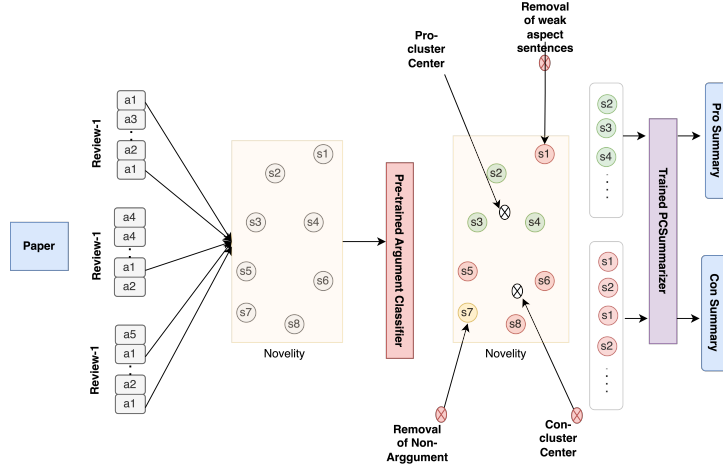 Paper
Review-1
a1
a3
a2
a1
Review-1
a4
a4
a1
a2
Review-1
a5
a1
a2
a1
s1
s2
s3
s4
s5
s6
s7
s8
Novelity
Pre-trained Argument Classifier
Pro-
cluster
Center
Removal
of weak
aspect
sentences
s1
s2
s3
s4
s5
s6
s7
s8
Novelity
Removal
of Non-
Arggument
Con-
cluster
Center
s2
s3
s4
s1
s2
s1
s2
Trained PCSummarizer
Pro Summary
Con Summary